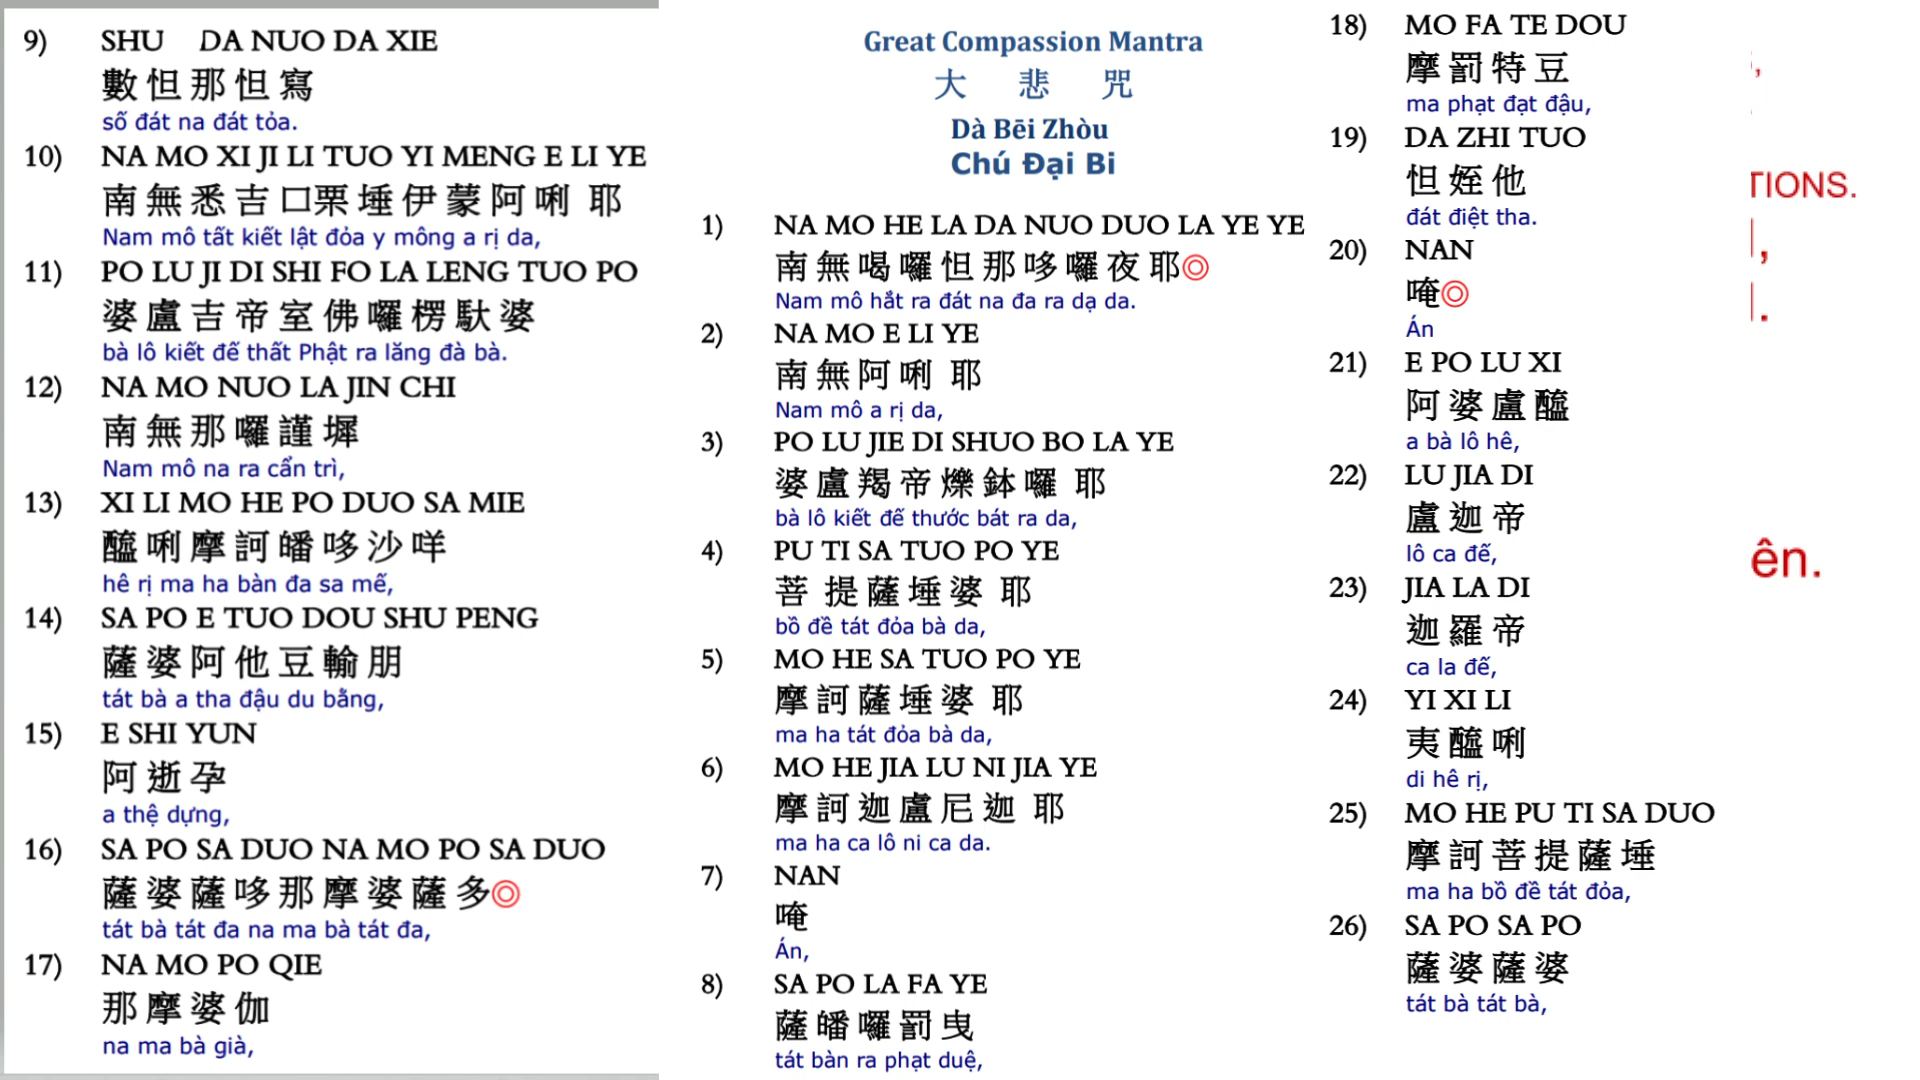 9) SHU DA NUO DA XIE
數 怛 那 怛 寫
số đát na đát tỏa.
10) NA MO XI JI LI TUO YI MENG E LI YE
南 無 悉 吉 口栗 埵 伊 蒙 阿 唎 耶
Nam mô tất kiết lật đỏa y mông a rị da,
11) PO LU JI DI SHI FO LA LENG TUO PO
婆 盧 吉 帝 室 佛 囉 楞 馱 婆
bà lô kiết đế thất Phật ra lăng đà bà.
12) NA MO NUO LA JIN CHI
南 無 那 囉 謹 墀
Nam mô na ra cẩn trì,
13) XI LI MO HE PO DUO SA MIE
醯 唎 摩 訶 皤 哆 沙 咩
hê rị ma ha bàn đa sa mế,
14) SA PO E TUO DOU SHU PENG
薩 婆 阿 他 豆 輸 朋
tát bà a tha đậu du bằng,
15) E SHI YUN
阿 逝 孕
a thệ dựng,
16) SA PO SA DUO NA MO PO SA DUO
薩 婆 薩 哆 那 摩 婆 薩 多◎
tát bà tát đa na ma bà tát đa,
17) NA MO PO QIE
那 摩 婆 伽
na ma bà già,
Great Compassion Mantra
大 悲 咒
Dà Bēi Zhòu
Chú Đại Bi
1) NA MO HE LA DA NUO DUO LA YE YE
南 無 喝 囉 怛 那 哆 囉 夜 耶◎
Nam mô hắt ra đát na đa ra dạ da.
2) NA MO E LI YE
南 無 阿 唎 耶
Nam mô a rị da,
3) PO LU JIE DI SHUO BO LA YE
婆 盧 羯 帝 爍 鉢 囉 耶
bà lô kiết đế thước bát ra da,
4) PU TI SA TUO PO YE
菩 提 薩 埵 婆 耶
bồ đề tát đỏa bà da,
5) MO HE SA TUO PO YE
摩 訶 薩 埵 婆 耶
ma ha tát đỏa bà da,
6) MO HE JIA LU NI JIA YE
摩 訶 迦 盧 尼 迦 耶
ma ha ca lô ni ca da.
7) NAN
唵
Án,
8) SA PO LA FA YE
薩 皤 囉 罰 曳
tát bàn ra phạt duệ,
18) MO FA TE DOU
摩 罰 特 豆
ma phạt đạt đậu,
19) DA ZHI TUO
怛 姪 他
đát điệt tha.
20) NAN
唵◎
Án
21) E PO LU XI
阿 婆 盧 醯
a bà lô hê,
22) LU JIA DI
盧 迦 帝
lô ca đế,
23) JIA LA DI
迦 羅 帝
ca la đế,
24) YI XI LI
夷 醯 唎
di hê rị,
25) MO HE PU TI SA DUO
摩 訶 菩 提 薩 埵
ma ha bồ đề tát đỏa,
26) SA PO SA PO
薩 婆 薩 婆
tát bà tát bà,
TIONS.
ên.